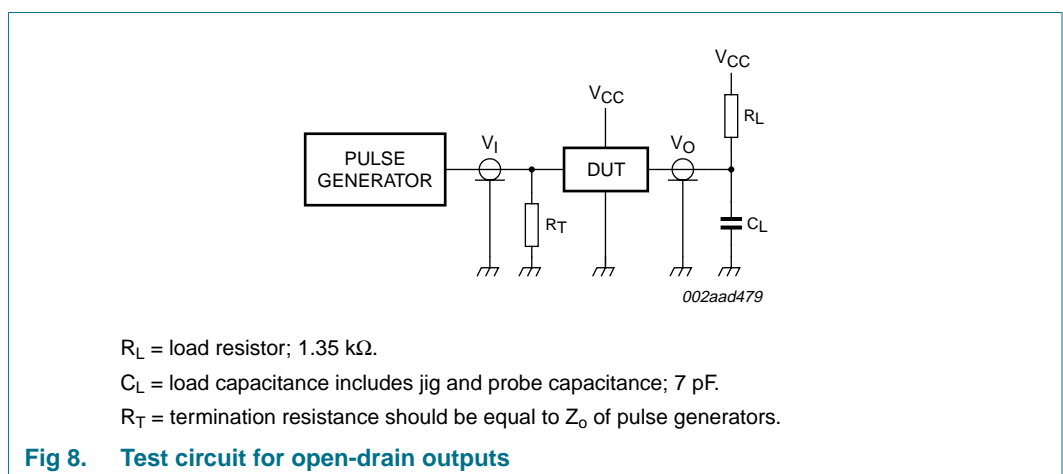 VCC
VCC
RL
PULSE
GENERATOR
VI
DUT
VO
RT
CL
002aad479
RL = load resistor; 1.35 kΩ.
CL = load capacitance includes jig and probe capacitance; 7 pF.
RT = termination resistance should be equal to Zo of pulse generators.
Fig 8. Test circuit for open-drain outputs